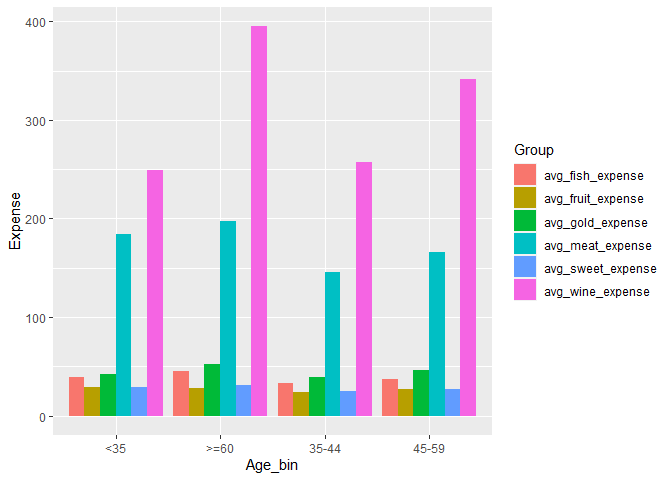 400
300
200
100
0
Expense
<35
>=60
35-44
45-59
Age_bin
Group
avg_fish_expense
avg_fruit_expense
avg_gold_expense
avg_meat_expense
avg_sweet_expense
avg_wine_expense